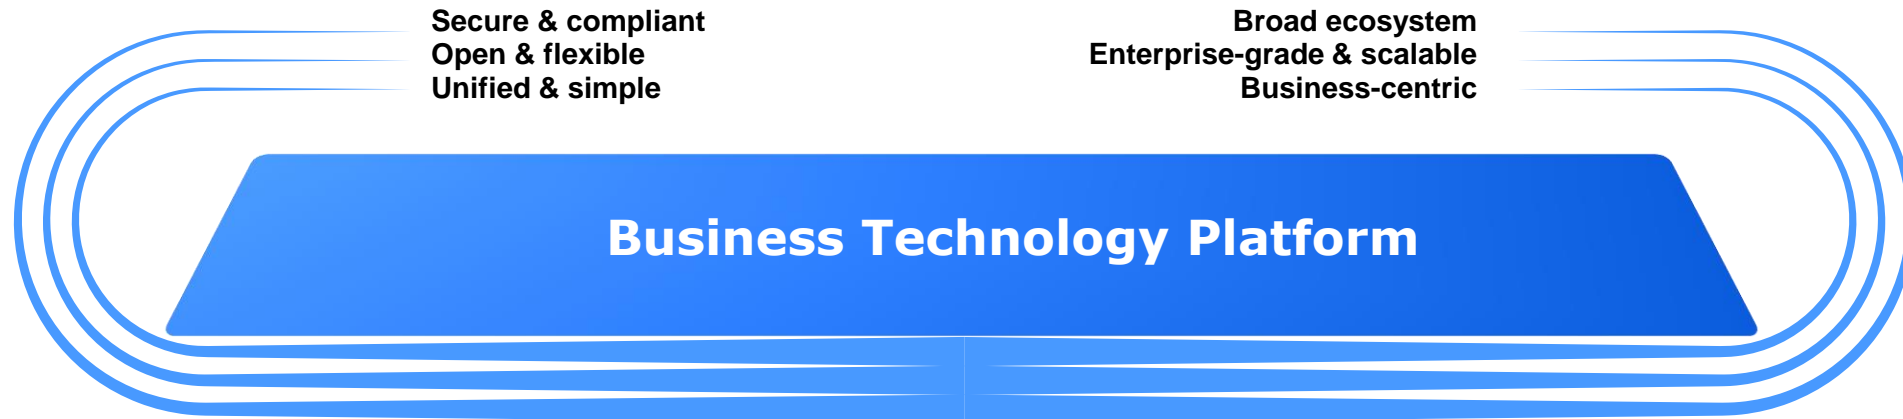 Secure & compliant
Open & flexible
Unified & simple
Broad ecosystem
Enterprise-grade & scalable
Business-centric
Business Technology Platform